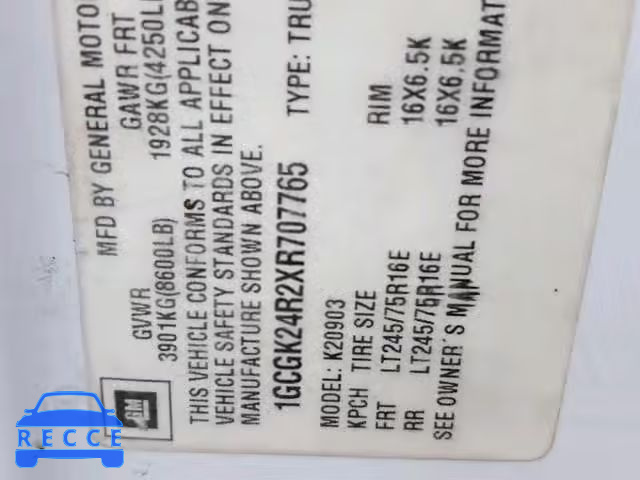 MFD BY GENERAL MOTO
GVWR GAWR FRT
3901KG(8600LB) 1928KG(4250L
THIS VEHICLE CONFORMS TO ALL APPLICAB
VEHICLE SAFETY STANDARDS IN EFFECT ON
MANUFACTURE SHOWN ABOVE.
1GCGK24R2XR707765 TYPE: TRU
MODEL: K20903
KPCH TIRE SIZE RIM
FRT LT245/75R16E 16X6.5K
RR LT245/75R16E 16X6.5K
SEE OWNER'S MANUAL FOR MORE INFORMAT
GM
RECCE